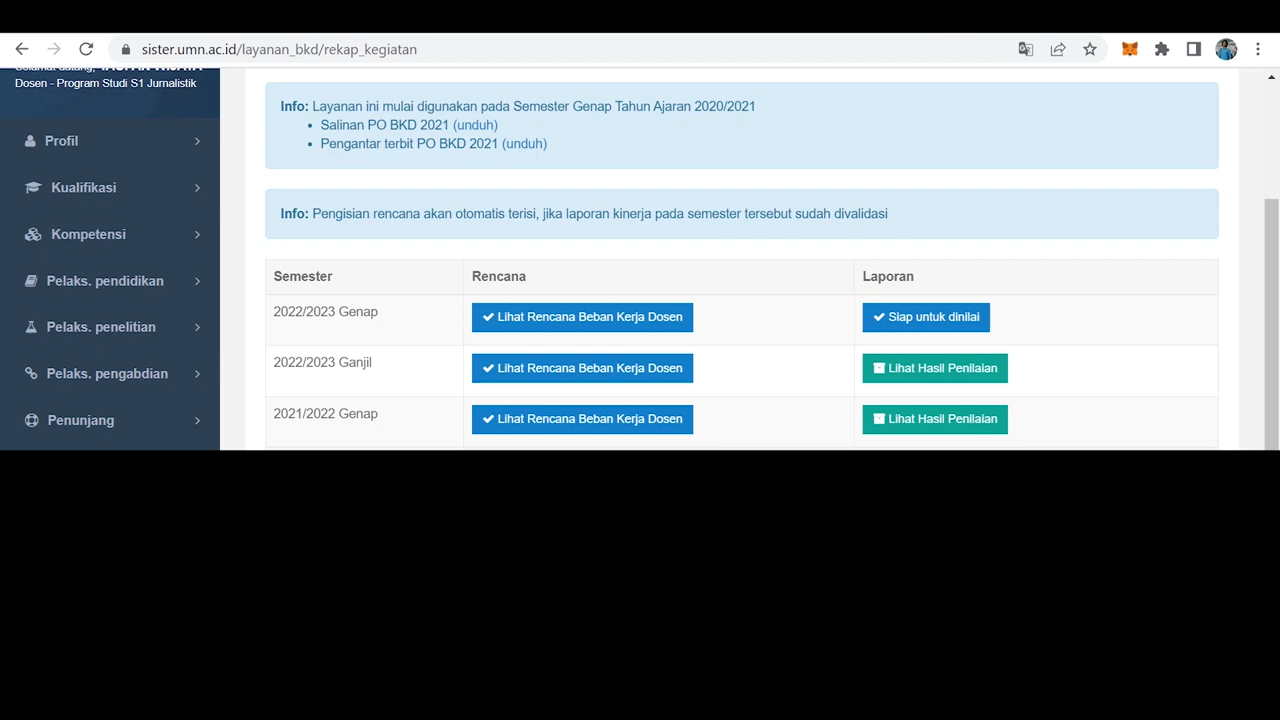 sister.umn.ac.id/layanan_bkd/rekap_kegiatan
Dosen - Program Studi S1 Jurnalistik
Profil
Kualifikasi
Kompetensi
Pelaks. pendidikan
Pelaks. penelitian
Pelaks. pengabdian
Penunjang
Info: Layanan ini mulai digunakan pada Semester Genap Tahun Ajaran 2020/2021
• Salinan PO BKD 2021 (unduh)
• Pengantar terbit PO BKD 2021 (unduh)
Info: Pengisian rencana akan otomatis terisi, jika laporan kinerja pada semester tersebut sudah divalidasi
Semester Rencana Laporan
2022/2023 Genap Lihat Rencana Beban Kerja Dosen Siap untuk dinilai
2022/2023 Ganjil Lihat Rencana Beban Kerja Dosen Lihat Hasil Penilaian
2021/2022 Genap Lihat Rencana Beban Kerja Dosen Lihat Hasil Penilaian